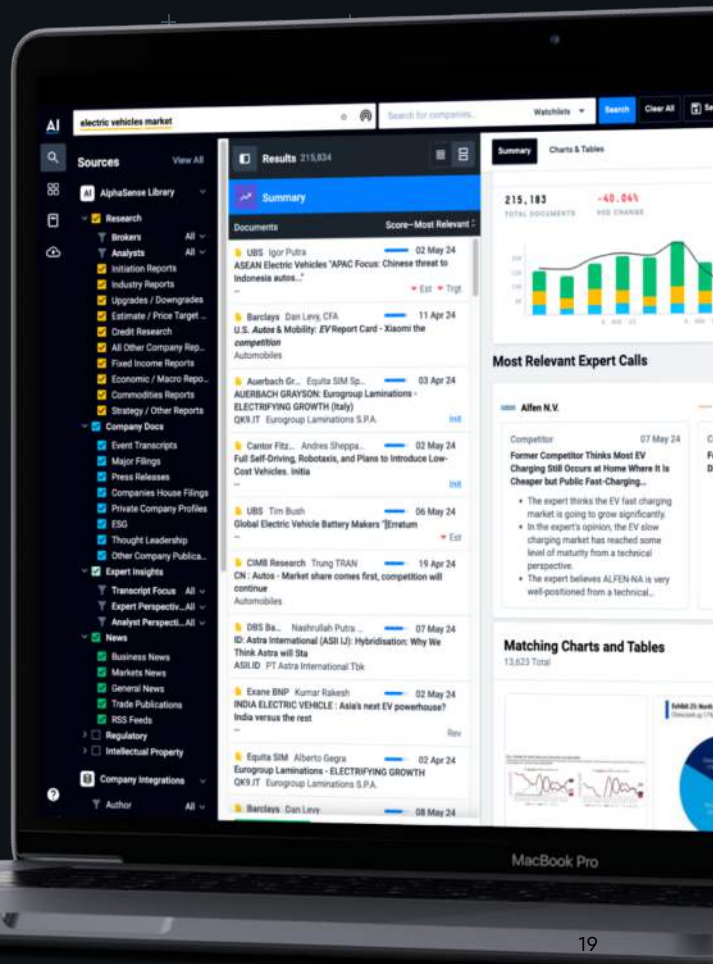 AI
electric vehicles market
Search for companies...
Watchlists
Search
Clear All
Sources
View All
AI AlphaSense Library
Research
Brokers All
Analysts All
Initiation Reports
Industry Reports
Upgrades / Downgrades
Estimate / Price Target ...
Credit Research
All Other Company Rep...
Fixed Income Reports
Economic / Macro Repo...
Commodities Reports
Strategy / Other Reports
Company Docs
Event Transcripts
Major Filings
Press Releases
Companies House Filings
Private Company Profiles
ESG
Thought Leadership
Other Company Publica...
Expert Insights
Transcript Focus All
Expert Perspectiv... All
Analyst Perspecti... All
News
Business News
Markets News
General News
Trade Publications
RSS Feeds
Regulatory
Intellectual Property
Company Integrations
Author All
Results 215,834
Summary
Documents
Score—Most Relevant
UBS Igor Putra 02 May 24
ASEAN Electric Vehicles "APAC Focus: Chinese threat to
Indonesia autos..."
-- Est Trgt
Barclays Dan Levy, CFA 11 Apr 24
U.S. Autos & Mobility: EV Report Card - Xiaomi the
competition
Automobiles
Auerbach Gr... Equita SIM Sp... 03 Apr 24
AUERBACH GRAYSON: Eurogroup Laminations -
ELECTRIFYING GROWTH (Italy)
QK9.IT Eurogroup Laminations S.P.A. Init
Cantor Fitz... Andres Sheppa... 02 May 24
Full Self-Driving, Robotaxis, and Plans to Introduce Low-
Cost Vehicles. Initia
-- Init
UBS Tim Bush 06 May 24
Global Electric Vehicle Battery Makers "[Erratum
-- Est
CIMB Research Trung TRAN 19 Apr 24
CN : Autos - Market share comes first, competition will
continue
Automobiles
DBS Ba... Nashrullah Putra ... 07 May 24
ID: Astra International (ASII IJ): Hybridisation: Why We
Think Astra will Sta
ASII.ID PT Astra International Tbk
Exane BNP Kumar Rakesh 02 May 24
INDIA ELECTRIC VEHICLE : Asia's next EV powerhouse?
India versus the rest
-- Rev
Equita SIM Alberto Gegra 02 Apr 24
Eurogroup Laminations - ELECTRIFYING GROWTH
QK9.IT Eurogroup Laminations S.P.A.
Barclays Dan Levy 08 May 24
Summary
Charts & Tables
215,183 -40.04%
TOTAL DOCUMENTS POD CHANGE
Most Relevant Expert Calls
Alfen N.V.
Competitor 07 May 24
Former Competitor Thinks Most EV
Charging Still Occurs at Home Where It Is
Cheaper but Public Fast-Charging...
• The expert thinks the EV fast charging
market is going to grow significantly.
• In the expert's opinion, the EV slow
charging market has reached some
level of maturity from a technical
perspective.
• The expert believes ALFEN-NA is very
well-positioned from a technical...
Matching Charts and Tables
13,623 Total
MacBook Pro
19